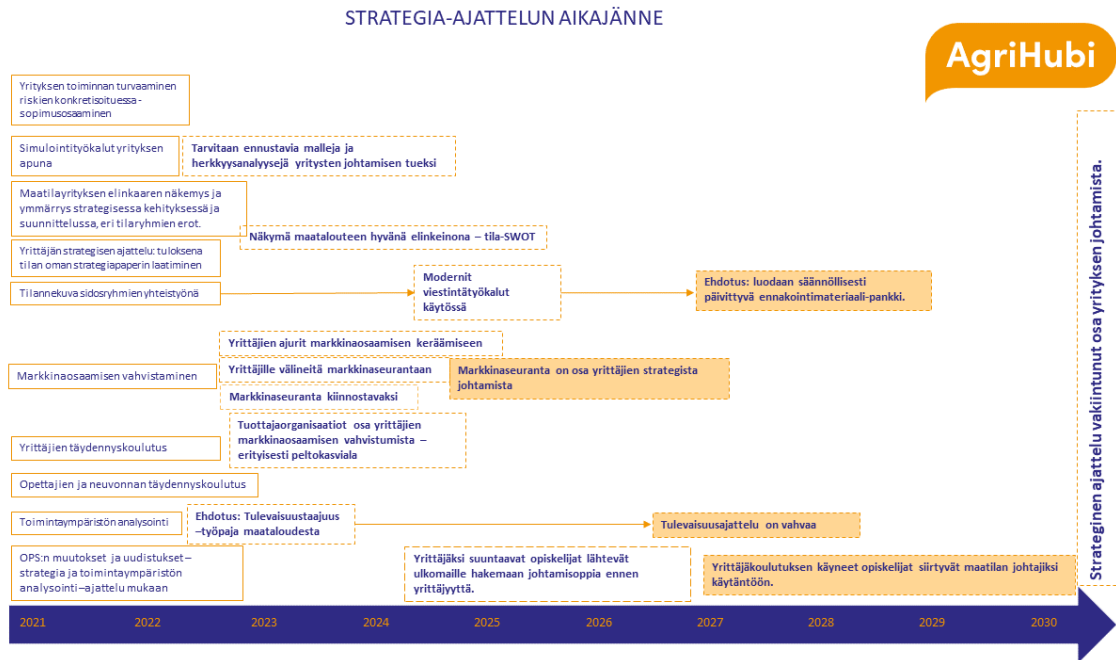 STRATEGIA-AJATTELUN AIKAJÄNNE
AgriHubi
Yrityksen toiminnan turvaaminen
riskien konkretisoituessa -
sopimusosaaminen
Simulointityökalut yrityksen
apuna
Tarvitaan ennustavia malleja ja
herkkyysanalyysejä yritysten johtamisen tueksi
Maatilayrityksen elinkaaren näkemys ja
ymmärrys strategisessa kehityksessä ja
suunnittelussa, eri tilaryhmien erot.
Näkymä maatalouteen hyvänä elinkeinona – tila-SWOT
Yrittäjän strategisen ajattelu: tuloksena
tilan oman strategiapaperin laatiminen
Tilannekuva sidosryhmien yhteistyönä
Modernit
viestintätyökalut
käytössä
Ehdotus: luodaan säännöllisesti
päivittyvä ennakointimateriaali-pankki.
Yrittäjien ajurit markkinaosaamisen keräämiseen
Markkinaosaamisen vahvistaminen
Yrittäjille välineitä markkinaseurantaan
Markkinaseuranta on osa yrittäjien strategista
johtamista
Markkinaseuranta kiinnostavaksi
Tuottajaorganisaatiot osa yrittäjien
markkinaosaamisen vahvistumista –
erityisesti peltokasviala
Yrittäjien täydennyskoulutus
Opettajien ja neuvonnan täydennyskoulutus
Toimintaympäristön analysointi
Ehdotus: Tulevaisuustaajuus
–työpaja maataloudesta
Tulevaisuusajattelu on vahvaa
OPS:n muutokset ja uudistukset–
strategia ja toimintaympäristön
analysointi–ajattelu mukaan
Yrittäjäksi suuntaavat opiskelijat lähtevät
ulkomaille hakemaan johtamisoppia ennen
yrittäjyyttä.
Yrittäjäkoulutuksen käyneet opiskelijat siirtyvät maatilan johtajiksi
käytäntöön.
Strateginen ajattelu vakiintunut osa yrityksen johtamista.
2021 2022 2023 2024 2025 2026 2027 2028 2029 2030